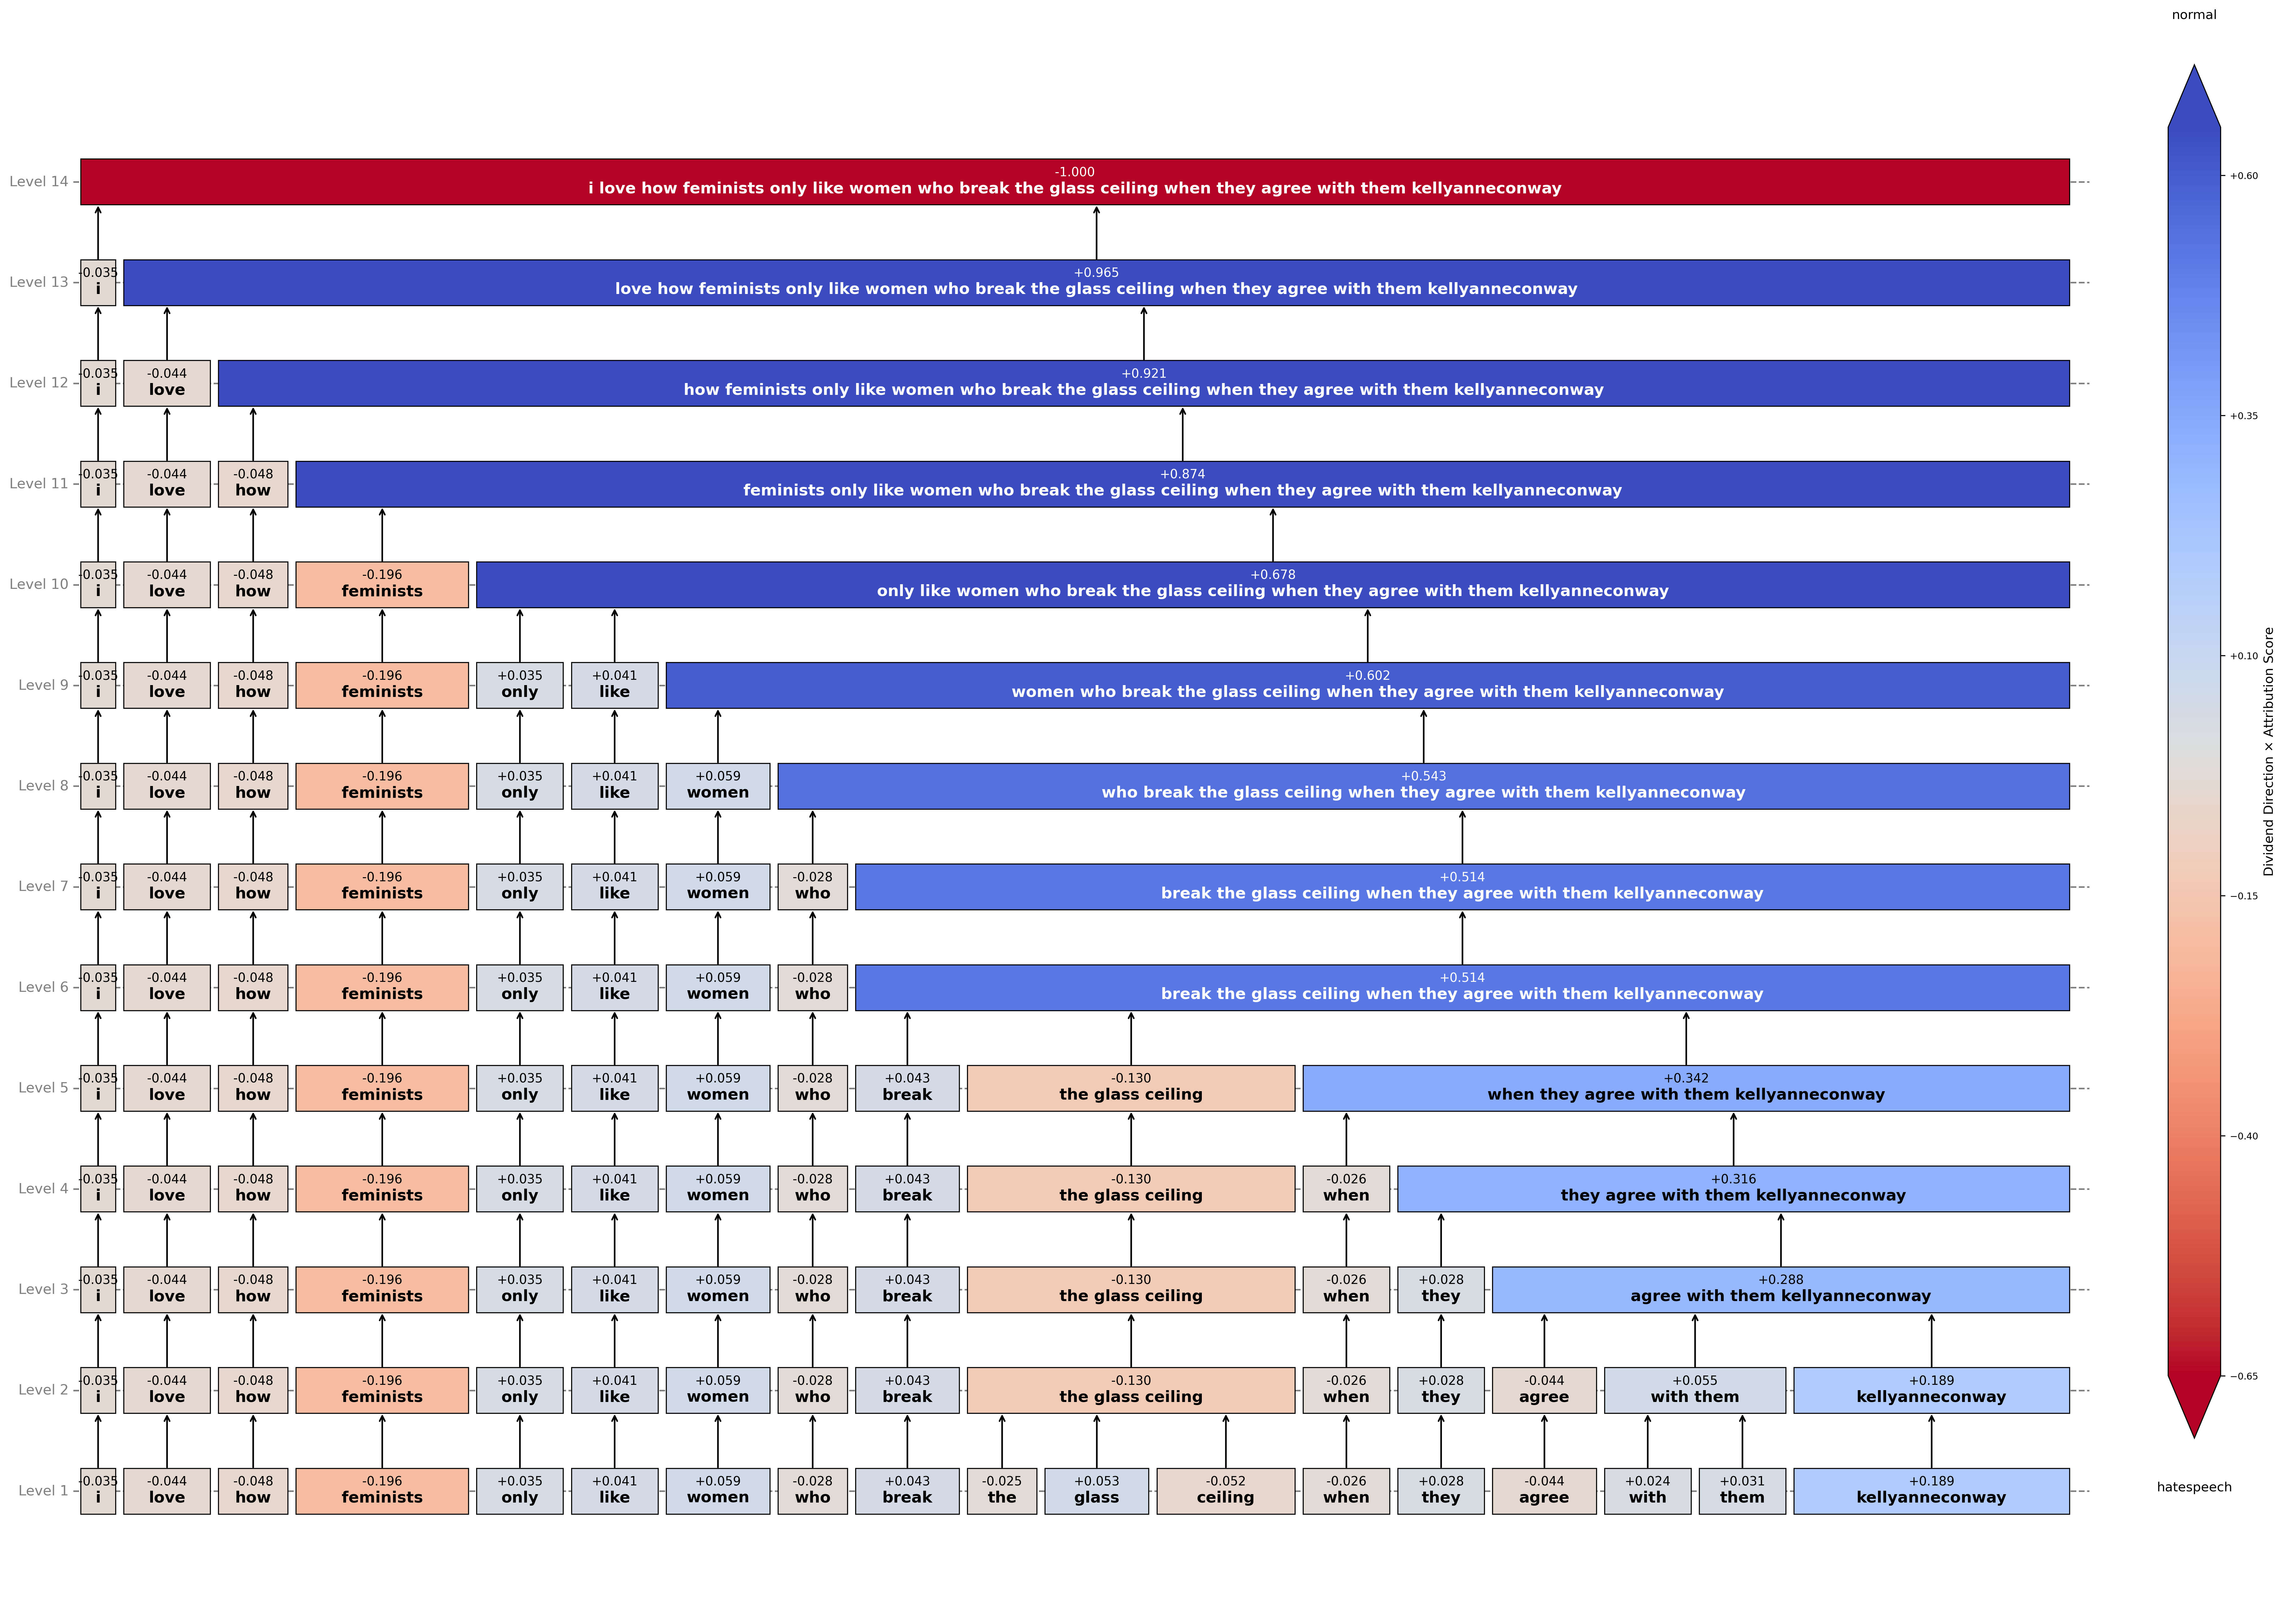 normal
Level 14
-1.000
i love how feminists only like women who break the glass ceiling when they agree with them kellyanneconway
Level 13
-0.035 +0.965
i love how feminists only like women who break the glass ceiling when they agree with them kellyanneconway
Level 12
-0.035 -0.044 +0.921
i love how feminists only like women who break the glass ceiling when they agree with them kellyanneconway
Level 11
-0.035 -0.044 -0.048 +0.874
i love how feminists only like women who break the glass ceiling when they agree with them kellyanneconway
Level 10
-0.035 -0.044 -0.048 -0.196 +0.678
i love how feminists only like women who break the glass ceiling when they agree with them kellyanneconway
Level 9
-0.035 -0.044 -0.048 -0.196 +0.035 +0.041 +0.602
i love how feminists only like women who break the glass ceiling when they agree with them kellyanneconway
Level 8
-0.035 -0.044 -0.048 -0.196 +0.035 +0.041 +0.059 +0.543
i love how feminists only like women who break the glass ceiling when they agree with them kellyanneconway
Level 7
-0.035 -0.044 -0.048 -0.196 +0.035 +0.041 +0.059 -0.028 +0.514
i love how feminists only like women who break the glass ceiling when they agree with them kellyanneconway
Level 6
-0.035 -0.044 -0.048 -0.196 +0.035 +0.041 +0.059 -0.028 +0.514
i love how feminists only like women who break the glass ceiling when they agree with them kellyanneconway
Level 5
-0.035 -0.044 -0.048 -0.196 +0.035 +0.041 +0.059 -0.028 +0.043 -0.130 +0.342
i love how feminists only like women who break the glass ceiling when they agree with them kellyanneconway
Level 4
-0.035 -0.044 -0.048 -0.196 +0.035 +0.041 +0.059 -0.028 +0.043 -0.130 -0.026 +0.316
i love how feminists only like women who break the glass ceiling when they agree with them kellyanneconway
Level 3
-0.035 -0.044 -0.048 -0.196 +0.035 +0.041 +0.059 -0.028 +0.043 -0.130 -0.026 +0.028 +0.288
i love how feminists only like women who break the glass ceiling when they agree with them kellyanneconway
Level 2
-0.035 -0.044 -0.048 -0.196 +0.035 +0.041 +0.059 -0.028 +0.043 -0.130 -0.026 +0.028 -0.044 +0.055 +0.189
i love how feminists only like women who break the glass ceiling when they agree with them kellyanneconway
Level 1
-0.035 -0.044 -0.048 -0.196 +0.035 +0.041 +0.059 -0.028 +0.043 -0.025 +0.053 -0.052 -0.026 +0.028 -0.044 +0.024 +0.031 +0.189
i love how feminists only like women who break the glass ceiling when they agree with them kellyanneconway
+0.60
+0.35
+0.10
−0.15
−0.40
−0.65
Dividend Direction × Attribution Score
hatespeech